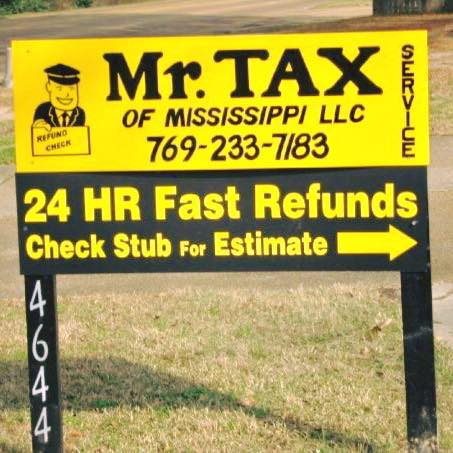 Mr. TAX
SERVICE
OF MISSISSIPPI LLC
REFUND
CHECK
769-233-7183
24 HR Fast Refunds
Check Stub For Estimate
4644